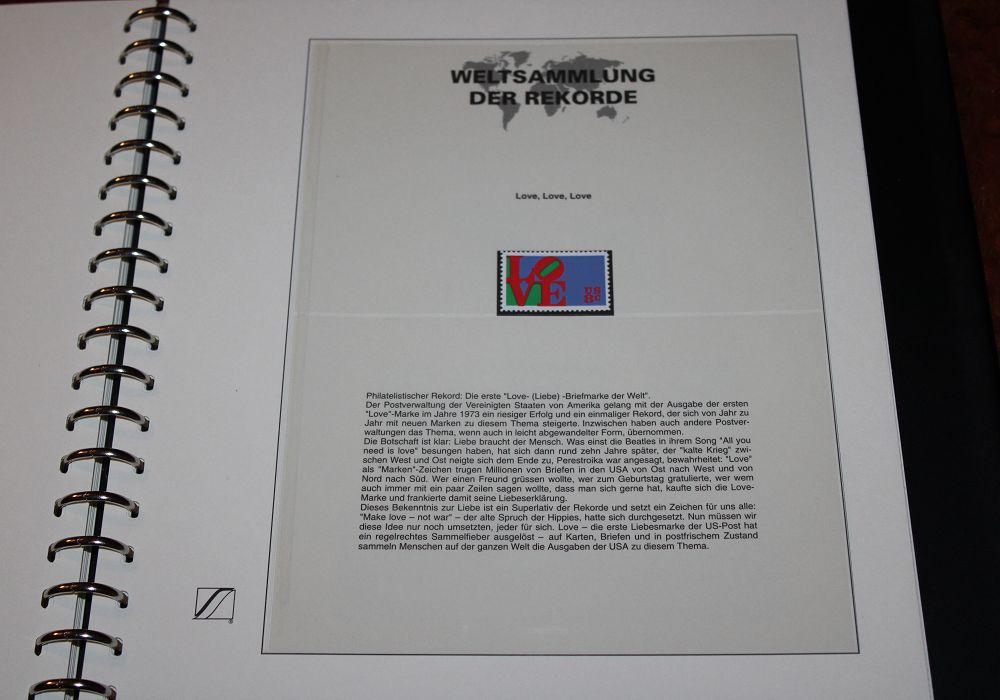 WELTSAMMLUNG
DER REKORDE
Love, Love, Love
LO
VE
US
8c
Philatelistischer Rekord: Die erste "Love- (Liebe) -Briefmarke der Welt".
Der Postverwaltung der Vereinigten Staaten von Amerika gelang mit der Ausgabe der ersten
"Love"-Marke im Jahre 1973 ein riesiger Erfolg und ein einmaliger Rekord, der sich von Jahr zu
Jahr mit neuen Marken zu diesem Thema steigerte. Inzwischen haben auch andere Postver-
waltungen das Thema, wenn auch in leicht abgewandelter Form, übernommen.
Die Botschaft ist klar: Liebe braucht der Mensch. Was einst die Beatles in ihrem Song "All you
need is love" besungen haben, hat sich dann rund zehn Jahre später, der "kalte Krieg" zwi-
schen West und Ost neigte sich dem Ende zu, Perestroika war angesagt, bewahrheitet: "Love"
als "Marken"-Zeichen trugen Millionen von Briefen in den USA von Ost nach West und von
Nord nach Süd. Wer einen Freund grüssen wollte, wer zum Geburtstag gratulierte, wer wem
auch immer mit ein paar Zeilen sagen wollte, dass man sich gerne hat, kaufte sich die Love-
Marke und frankierte damit seine Liebeserklärung.
Dieses Bekenntnis zur Liebe ist ein Superlativ der Rekorde und setzt ein Zeichen für uns alle:
"Make love – not war" – der alte Spruch der Hippies, hatte sich durchgesetzt. Nun müssen wir
diese Idee nur noch umsetzten, jeder für sich. Love – die erste Liebesmarke der US-Post hat
ein regelrechtes Sammelfieber ausgelöst – auf Karten, Briefen und in postfrischem Zustand
sammeln Menschen auf der ganzen Welt die Ausgaben der USA zu diesem Thema.